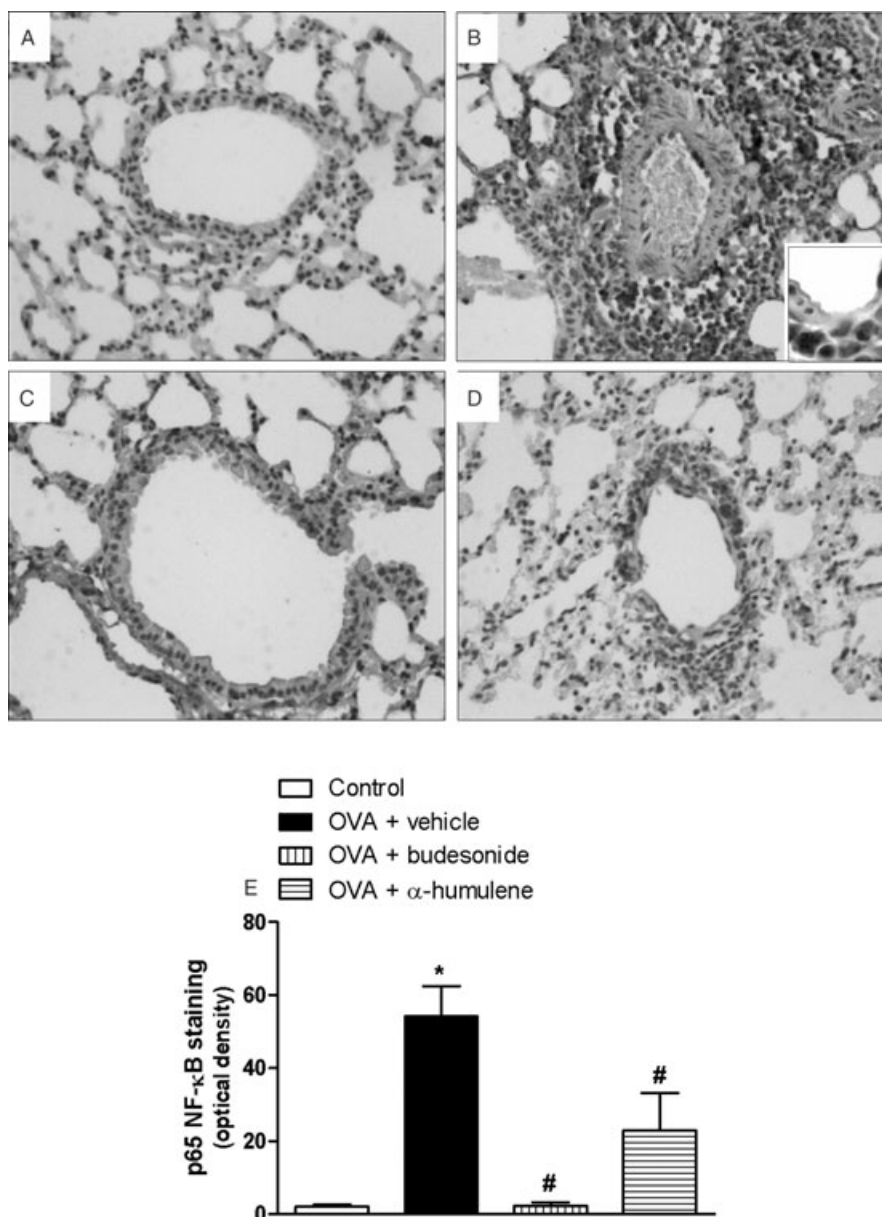 A
B
C
D
Control
OVA + vehicle
OVA + budesonide
OVA + α-humulene
E
80
60
40
20
0
p65 NF-κB staining
(optical density)
*
#
#